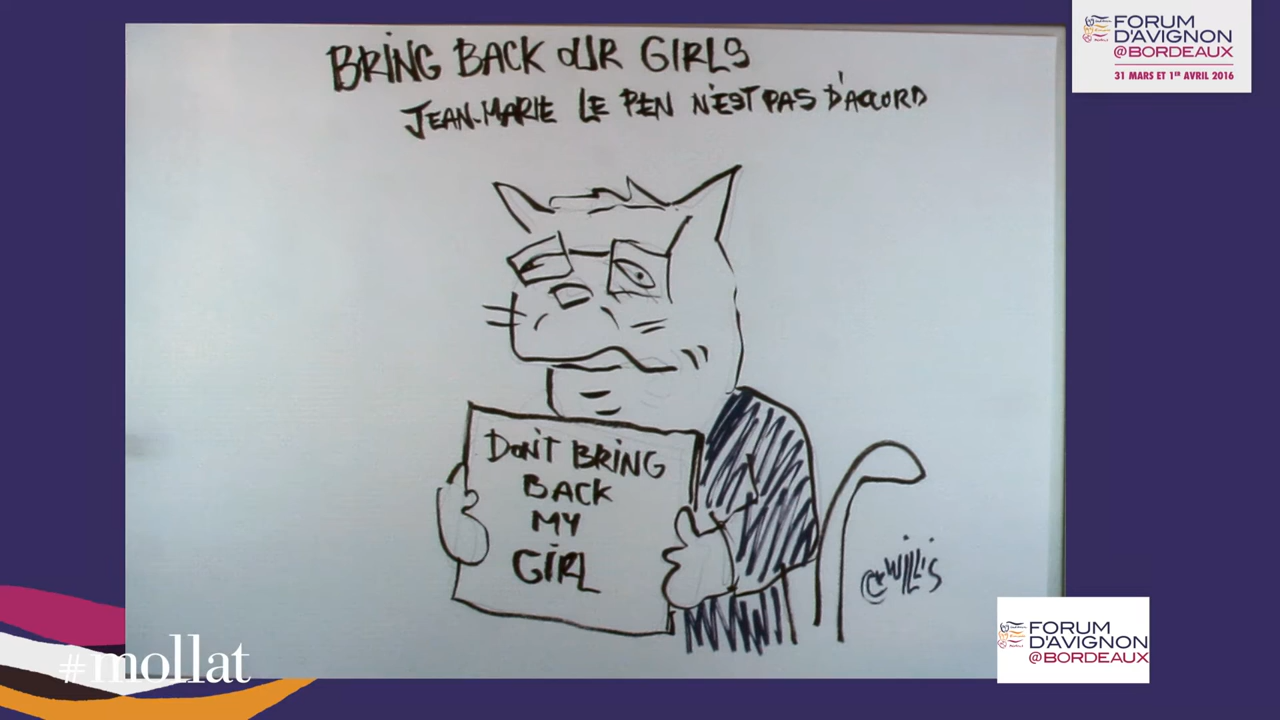 FORUM
D'AVIGNON
@BORDEAUX
31 MARS ET 1ER AVRIL 2016
BRING BACK OUR GIRLS
JEAN-MARIE LE PEN N'EST PAS D'ACCORD
DON'T BRING
BACK
MY
GIRL
@WILLIS
#mollat
FORUM
D'AVIGNON
@BORDEAUX